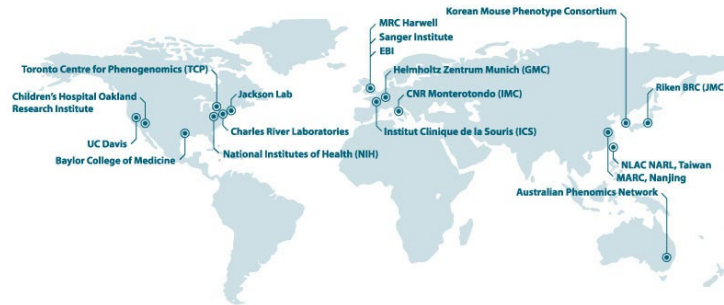 Korean Mouse Phenotype Consortium
MRC Harwell
Sanger Institute
EBI
Toronto Centre for Phenogenomics (TCP)
Helmholtz Zentrum Munich (GMC)
Children's Hospital Oakland
Research Institute
Jackson Lab
CNR Monterotondo (IMC)
Riken BRC (JMC
UC Davis
Charles River Laboratories
Institut Clinique de la Souris (ICS)
Baylor College of Medicine
National Institutes of Health (NIH)
NLAC NARL, Taiwan
MARC, Nanjing
Australian Phenomics Network